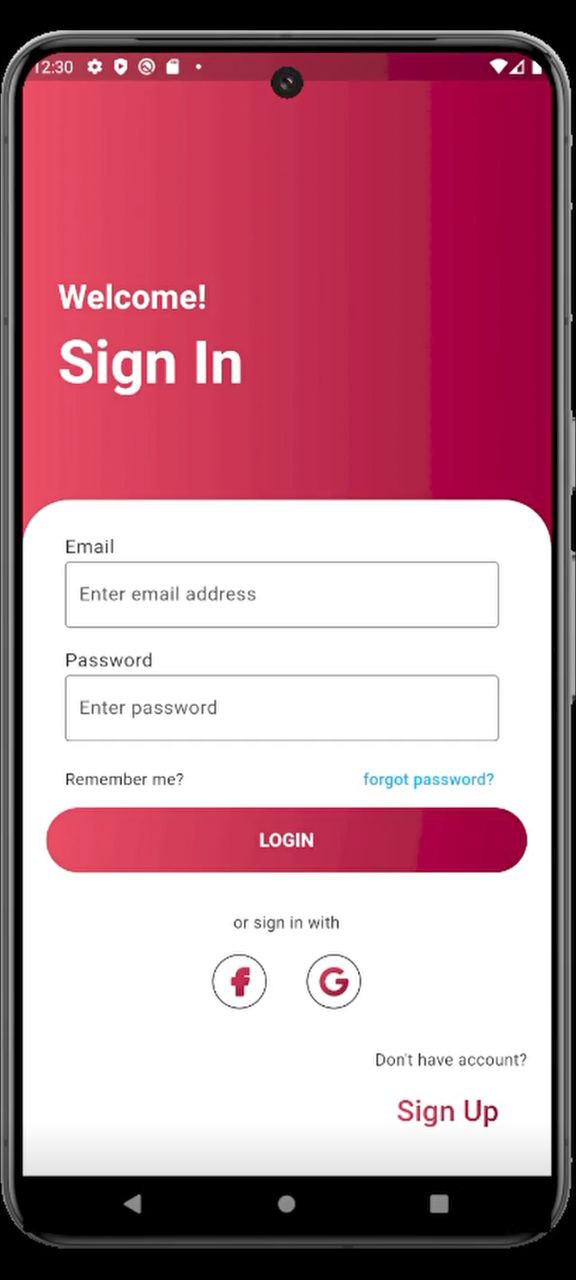 12:30
Welcome!
Sign In
Email
Enter email address
Password
Enter password
Remember me? forgot password?
LOGIN
or sign in with
f G
Don't have account?
Sign Up